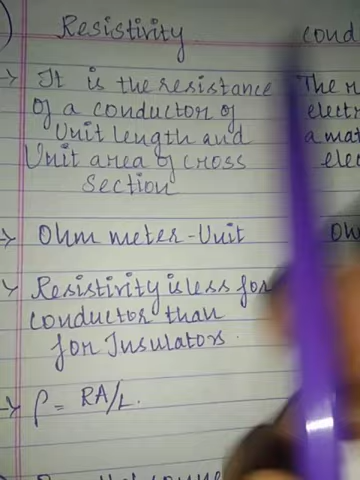 Resistivity
→ It is the resistance
of a conductor of
Unit length and
Unit area of cross
Section
→ Ohm meter - Unit
Resistivity is less for
conductor than
for Insulators.
→ ρ = RA/L.
cond
The
electr
a mat
elec